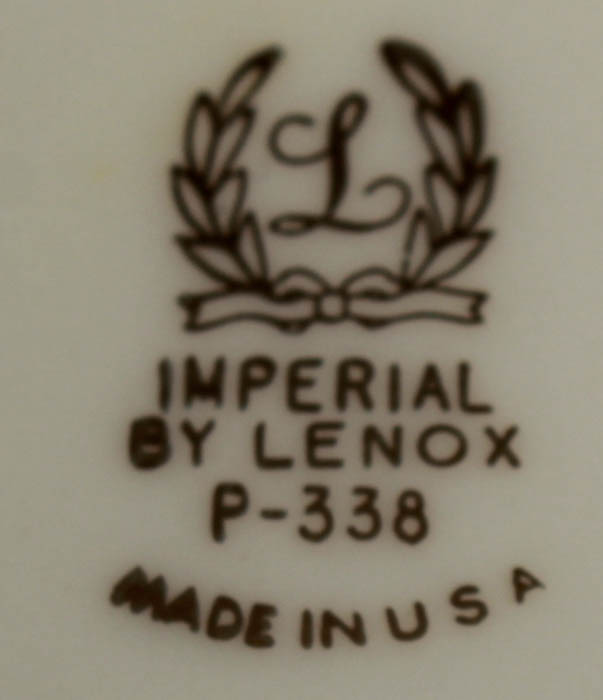 L
IMPERIAL
BY LENOX
P-338
MADE IN USA